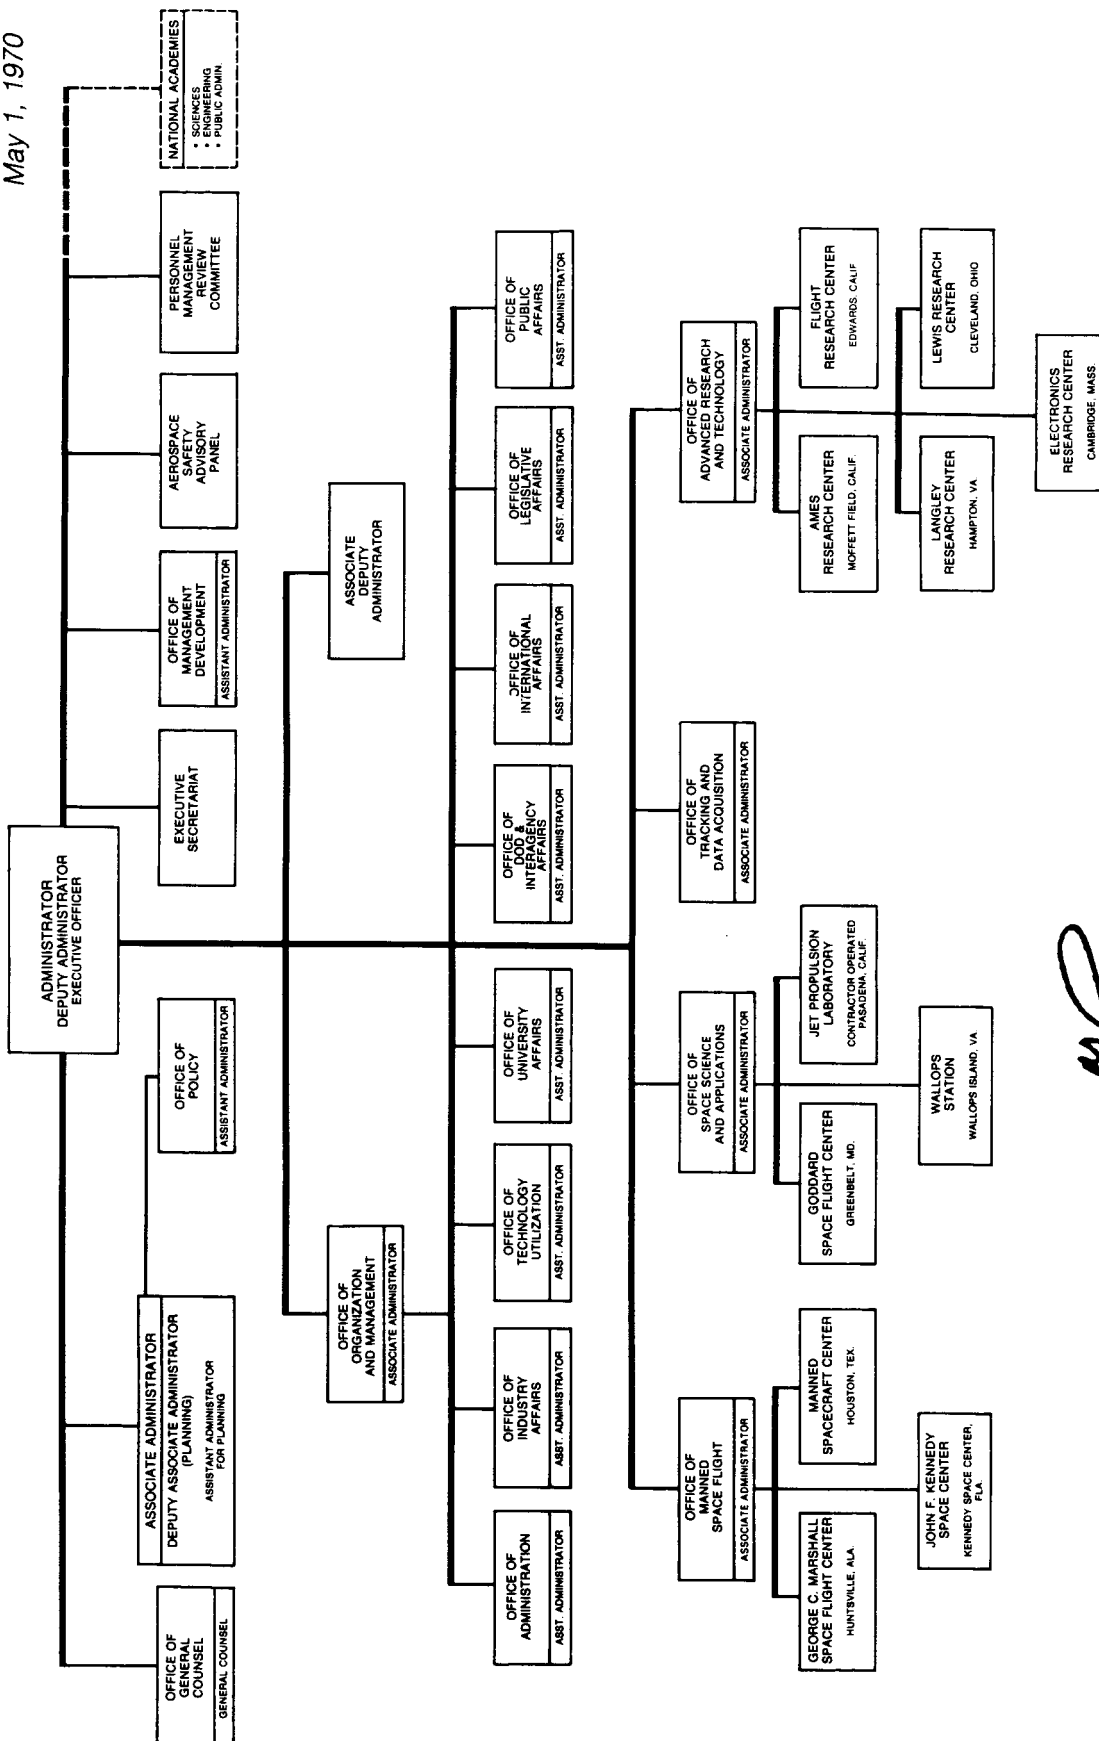 May 1, 1970
ADMINISTRATOR
DEPUTY ADMINISTRATOR
EXECUTIVE OFFICER
OFFICE OF
GENERAL
COUNSEL
GENERAL COUNSEL
ASSOCIATE ADMINISTRATOR
DEPUTY ASSOCIATE ADMINISTRATOR
(PLANNING)
ASSISTANT ADMINISTRATOR
FOR PLANNING
OFFICE OF
POLICY
ASSISTANT ADMINISTRATOR
EXECUTIVE
SECRETARIAT
OFFICE OF
MANAGEMENT
DEVELOPMENT
ASSISTANT ADMINISTRATOR
AEROSPACE
SAFETY
ADVISORY
PANEL
PERSONNEL
MANAGEMENT
REVIEW
COMMITTEE
NATIONAL ACADEMIES
• SCIENCES
• ENGINEERING
• PUBLIC ADMIN.
OFFICE OF
ORGANIZATION
AND MANAGEMENT
ASSOCIATE ADMINISTRATOR
ASSOCIATE
DEPUTY
ADMINISTRATOR
OFFICE OF
ADMINISTRATION
ASST. ADMINISTRATOR
OFFICE OF
INDUSTRY
AFFAIRS
ASST. ADMINISTRATOR
OFFICE OF
TECHNOLOGY
UTILIZATION
ASST. ADMINISTRATOR
OFFICE OF
UNIVERSITY
AFFAIRS
ASST. ADMINISTRATOR
OFFICE OF
DOD &
INTERAGENCY
AFFAIRS
ASST. ADMINISTRATOR
OFFICE OF
INTERNATIONAL
AFFAIRS
ASST. ADMINISTRATOR
OFFICE OF
LEGISLATIVE
AFFAIRS
ASST. ADMINISTRATOR
OFFICE OF
PUBLIC
AFFAIRS
ASST. ADMINISTRATOR
OFFICE OF
MANNED
SPACE FLIGHT
ASSOCIATE ADMINISTRATOR
OFFICE OF
SPACE SCIENCE
AND APPLICATIONS
ASSOCIATE ADMINISTRATOR
OFFICE OF
TRACKING AND
DATA ACQUISITION
ASSOCIATE ADMINISTRATOR
OFFICE OF
ADVANCED RESEARCH
AND TECHNOLOGY
ASSOCIATE ADMINISTRATOR
GEORGE C. MARSHALL
SPACE FLIGHT CENTER
HUNTSVILLE, ALA.
MANNED
SPACECRAFT CENTER
HOUSTON, TEX.
GODDARD
SPACE FLIGHT CENTER
GREENBELT, MD.
JET PROPULSION
LABORATORY
CONTRACTOR OPERATED
PASADENA, CALIF.
AMES
RESEARCH CENTER
MOFFETT FIELD, CALIF.
FLIGHT
RESEARCH CENTER
EDWARDS, CALIF
JOHN F. KENNEDY
SPACE CENTER
KENNEDY SPACE CENTER,
FLA.
WALLOPS
STATION
WALLOPS ISLAND, VA.
LANGLEY
RESEARCH CENTER
HAMPTON, VA.
LEWIS RESEARCH
CENTER
CLEVELAND, OHIO
ELECTRONICS
RESEARCH CENTER
CAMBRIDGE, MASS.